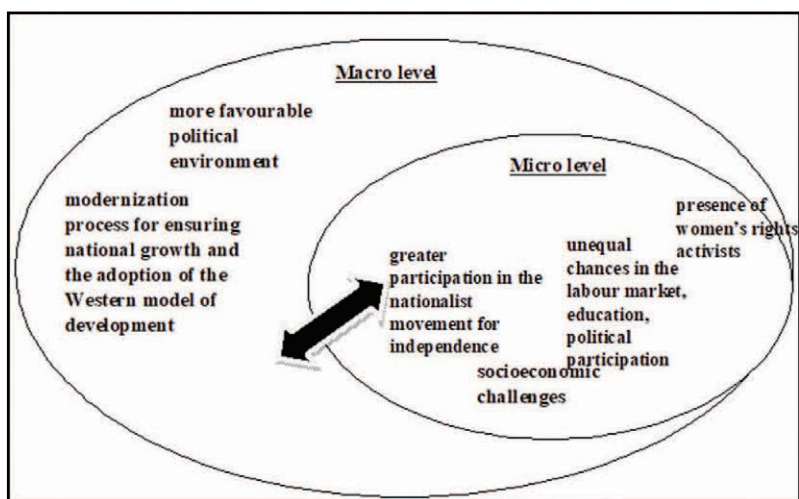 Macro level
more favourable
political
environment
modernization
process for ensuring
national growth and
the adoption of the
Western model of
development
Micro level
presence of
women's rights
activists
greater
participation in the
nationalist
movement for
independence
unequal
chances in the
labour market,
education,
political
participation
socioeconomic
challenges